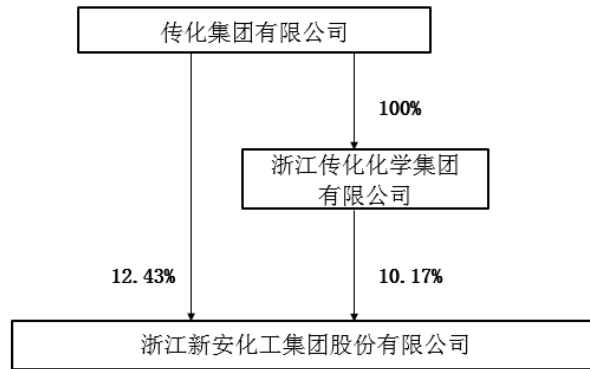 传化集团有限公司
100%
浙江传化化学集团
有限公司
12.43%
10.17%
浙江新安化工集团股份有限公司